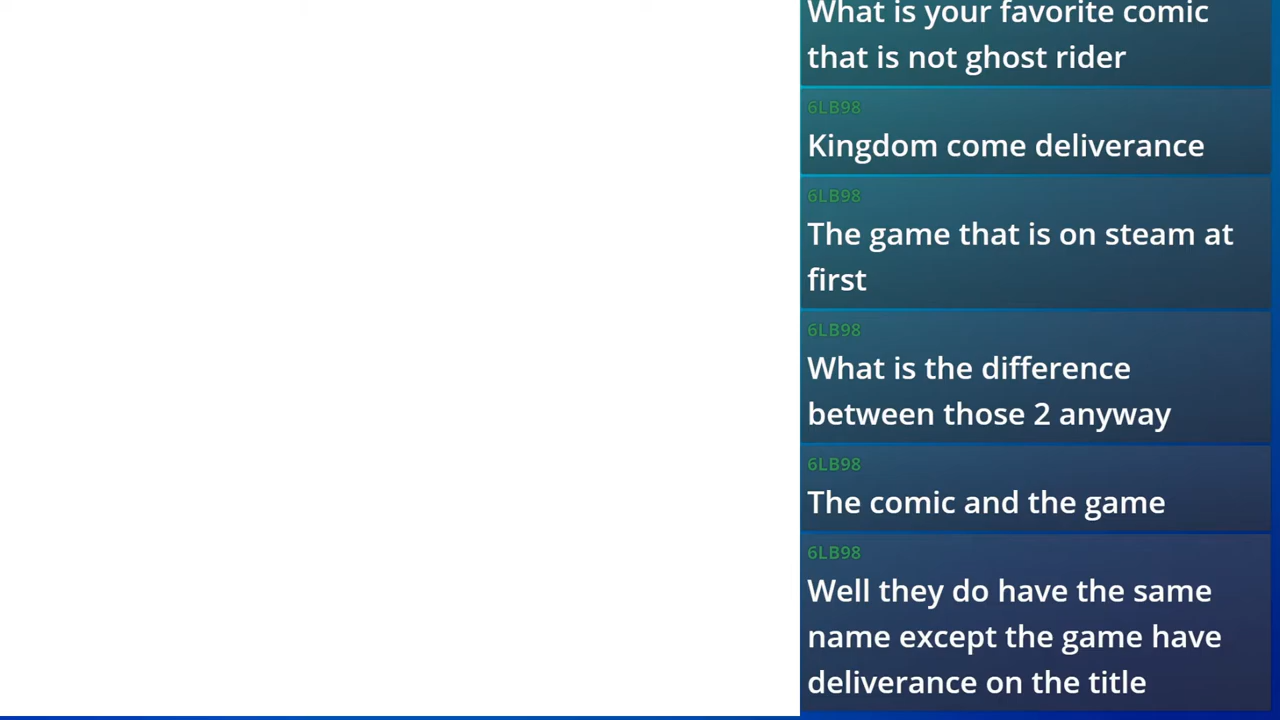 What is your favorite comic
that is not ghost rider
6LB98
Kingdom come deliverance
6LB98
The game that is on steam at
first
6LB98
What is the difference
between those 2 anyway
6LB98
The comic and the game
6LB98
Well they do have the same
name except the game have
deliverance on the title